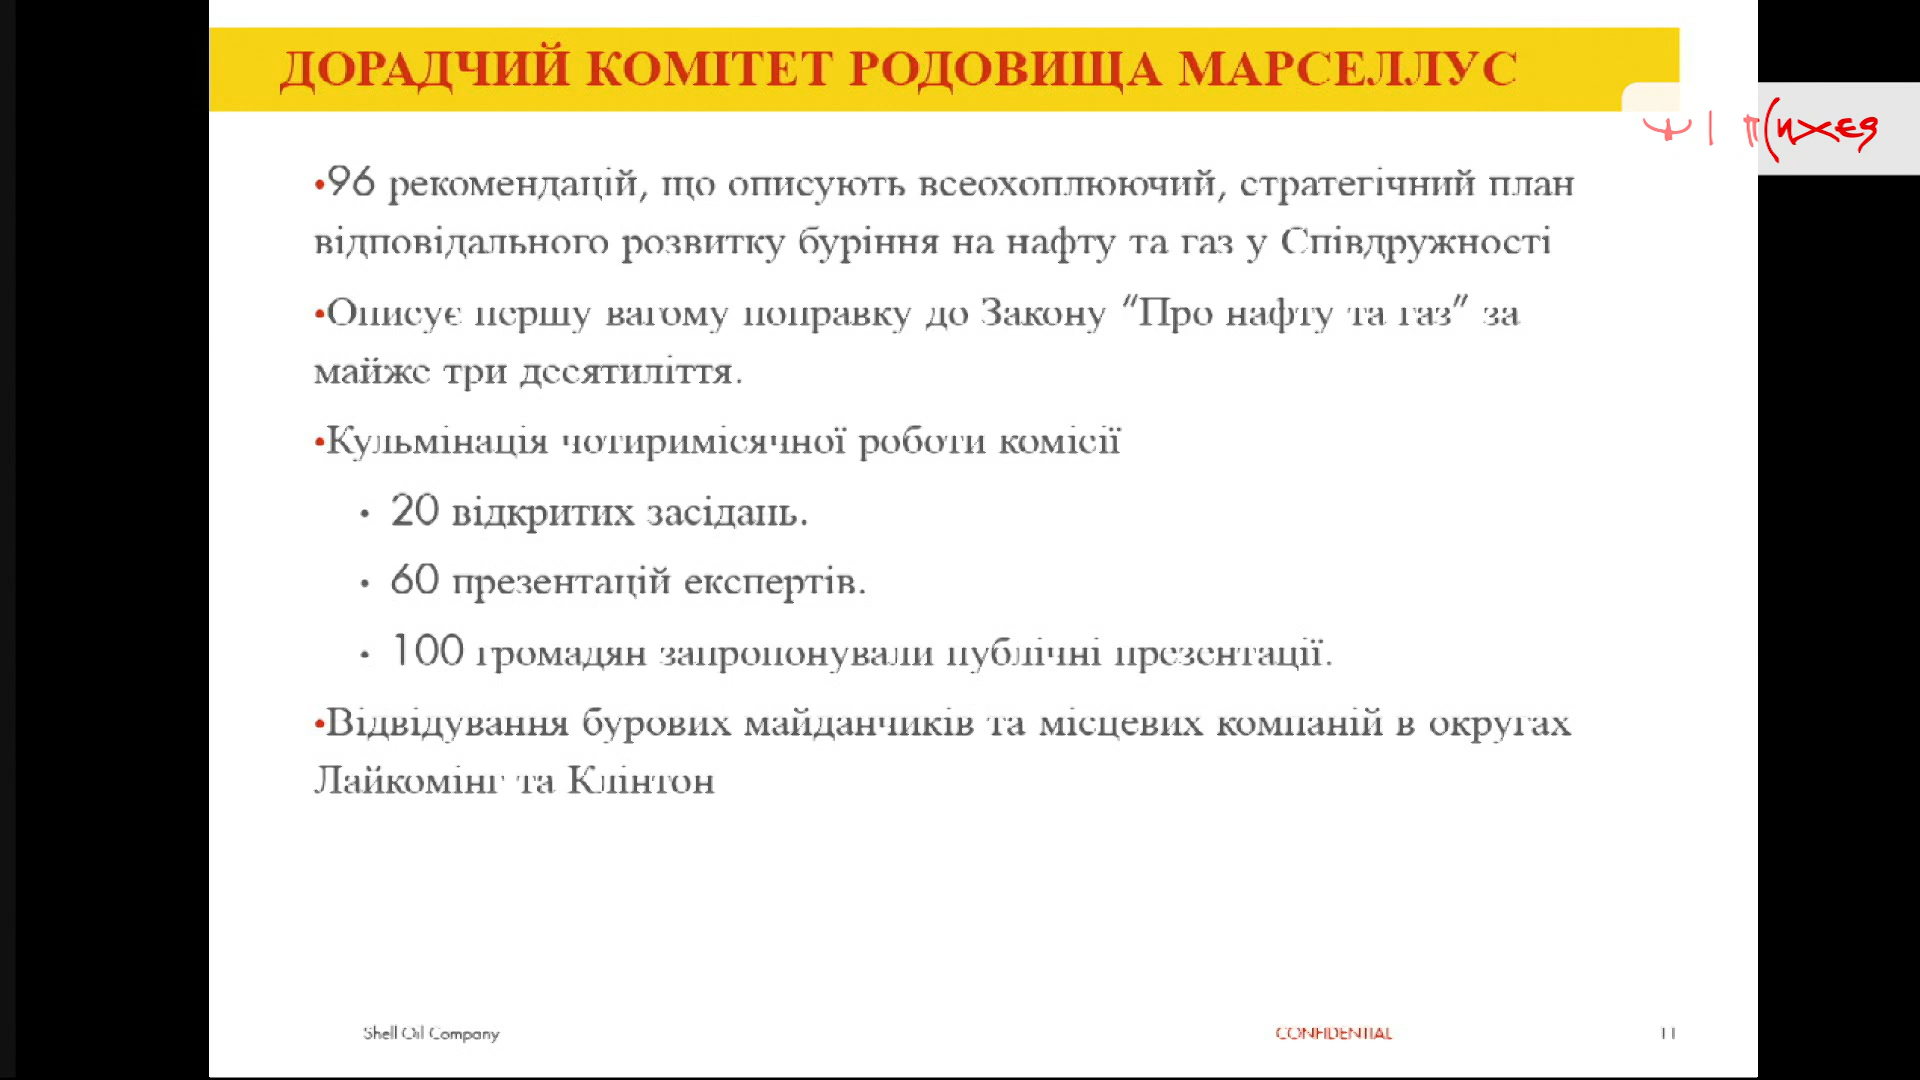 ДОРАДЧИЙ КОМІТЕТ РОДОВИЩА МАРСЕЛЛУС
•96 рекомендацій, що описують всеохоплюючий, стратегічний план
відповідального розвитку буріння на нафту та газ у Співдружності
•Описує першу вагому поправку до Закону “Про нафту та газ” за
майже три десятиліття.
•Кульмінація чотиримісячної роботи комісії
• 20 відкритих засідань.
• 60 презентацій експертів.
• 100 громадян запропонували публічні презентації.
•Відвідування бурових майданчиків та місцевих компаній в округах
Лайкомінг та Клінтон
Shell Oil Company
CONFIDENTIAL
11